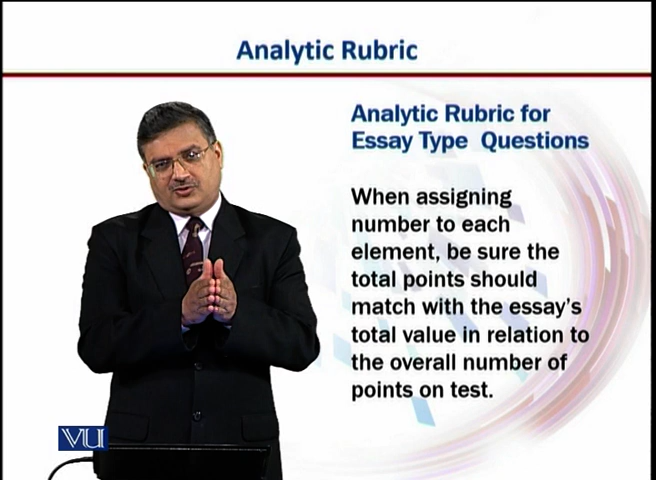 Analytic Rubric
Analytic Rubric for
Essay Type Questions
When assigning
number to each
element, be sure the
total points should
match with the essay's
total value in relation to
the overall number of
points on test.
VU